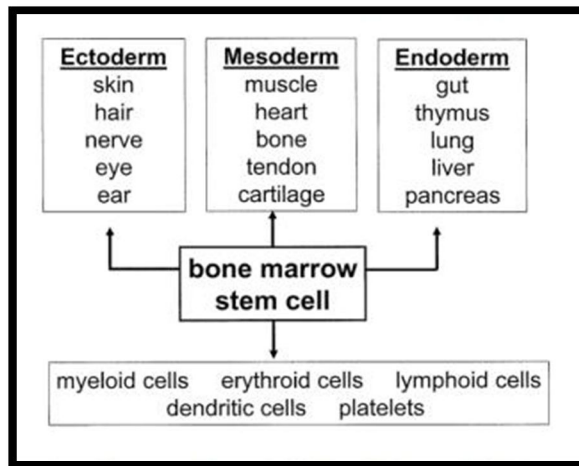 Ectoderm
skin
hair
nerve
eye
ear
Mesoderm
muscle
heart
bone
tendon
cartilage
Endoderm
gut
thymus
lung
liver
pancreas
bone marrow
stem cell
myeloid cells erythroid cells lymphoid cells
dendritic cells platelets